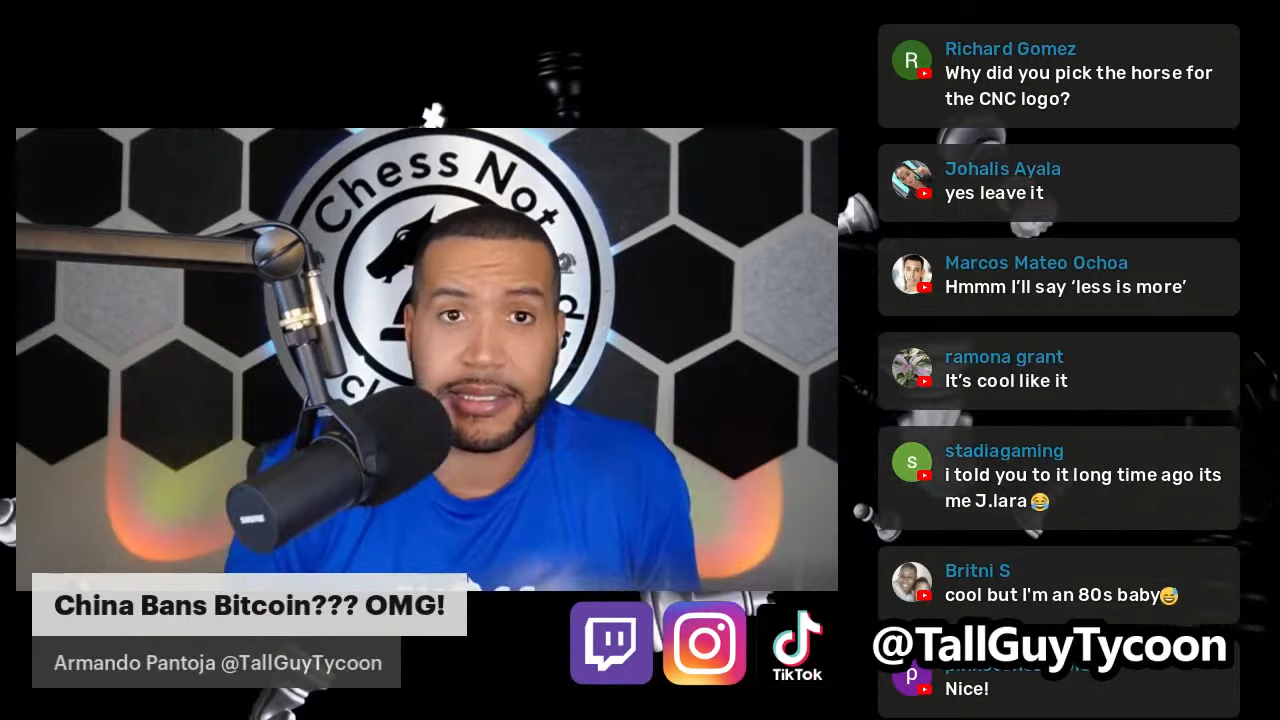 Chess Not
China Bans Bitcoin??? OMG!
Armando Pantoja @TallGuyTycoon
SHURE
TikTok
Richard Gomez
Why did you pick the horse for
the CNC logo?
Johalis Ayala
yes leave it
Marcos Mateo Ochoa
Hmmm I’ll say ‘less is more’
ramona grant
It’s cool like it
stadiagaming
i told you to it long time ago its
me J.lara 😂
Britni S
cool but I'm an 80s baby😅
@TallGuyTycoon
Nice!